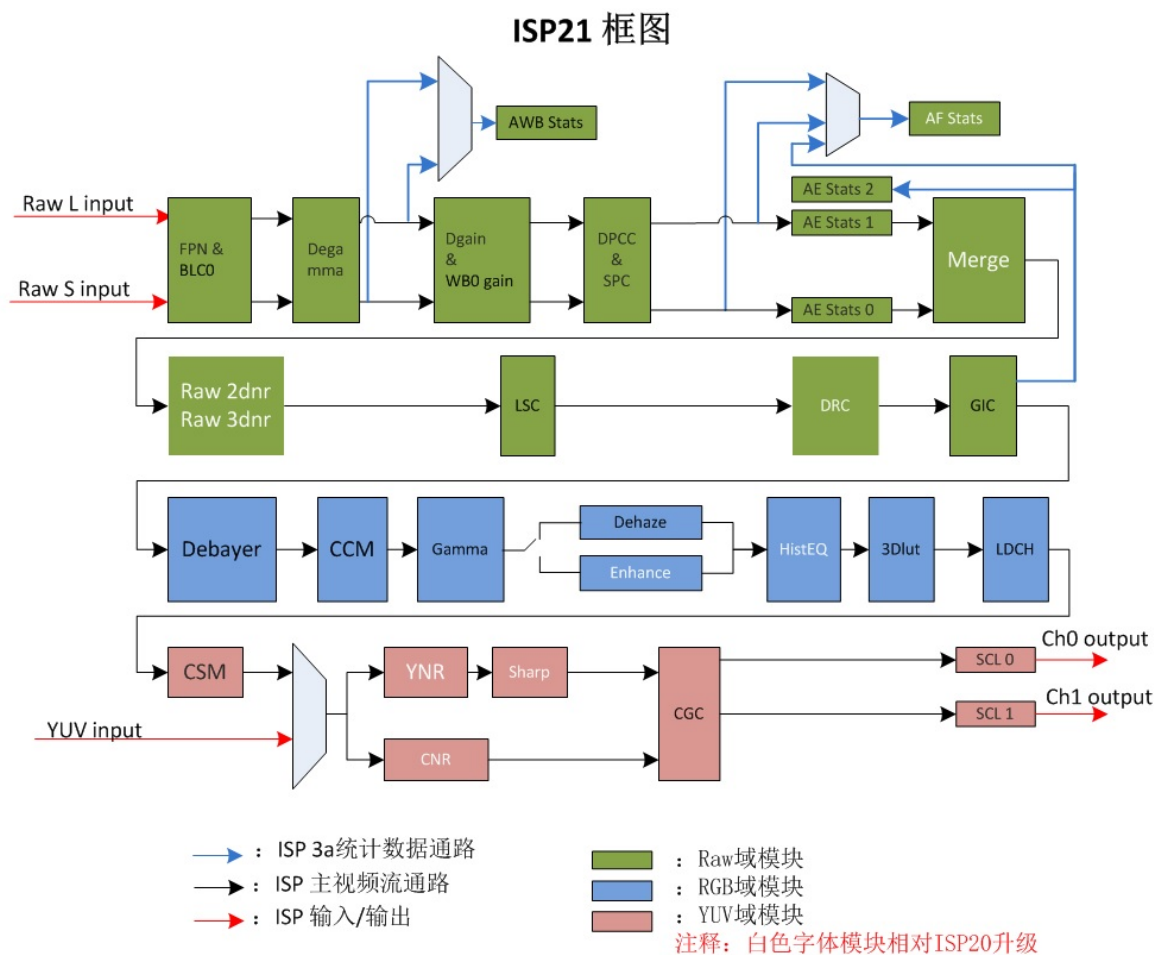 ISP21 框图
AWB Stats
AF Stats
Raw L input
Raw S input
FPN &
BLC0
Dega
mma
Dgain
&
WB0 gain
DPCC
&
SPC
AE Stats 2
AE Stats 1
AE Stats 0
Merge
Raw 2dnr
Raw 3dnr
LSC
DRC
GIC
Debayer
CCM
Gamma
Dehaze
Enhance
HistEQ
3Dlut
LDCH
CSM
YUV input
YNR
Sharp
CNR
CGC
SCL 0
SCL 1
Ch0 output
Ch1 output
：ISP 3a统计数据通路
：ISP 主视频流通路
：ISP 输入/输出
：Raw域模块
：RGB域模块
：YUV域模块
注释：白色字体模块相对ISP20升级